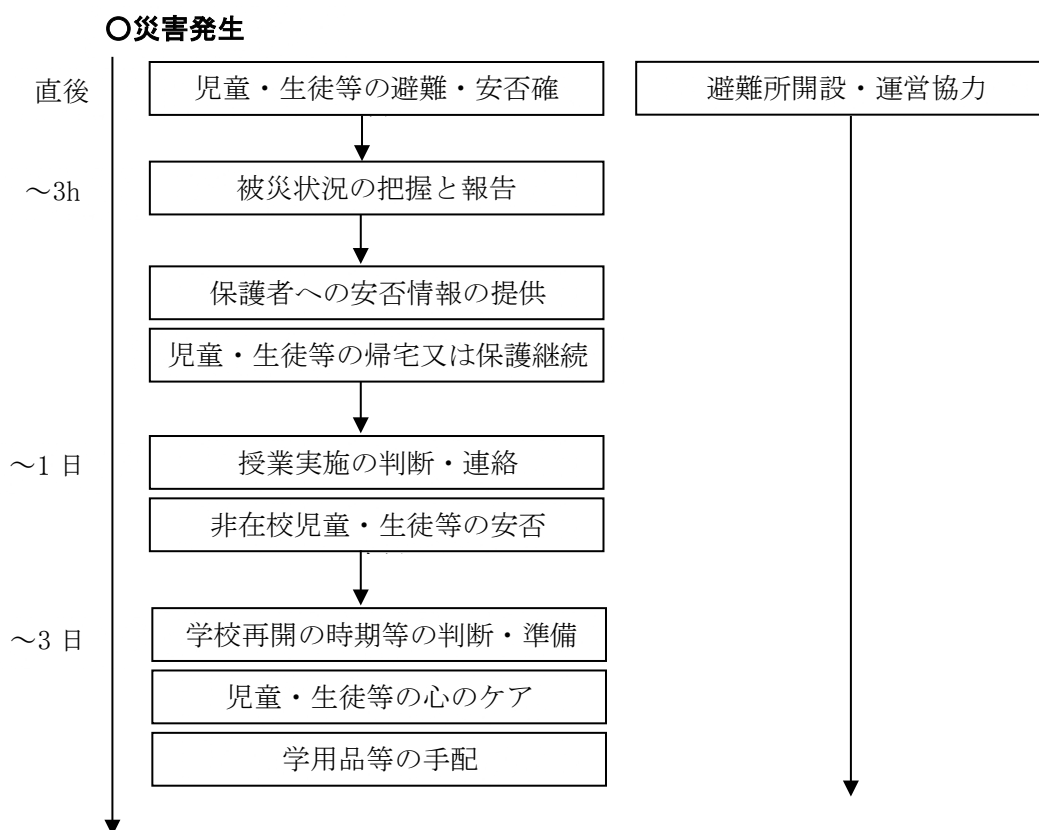 〇災害発生
直後
児童・生徒等の避難・安否確
避難所開設・運営協力
～3h
被災状況の把握と報告
保護者への安否情報の提供
児童・生徒等の帰宅又は保護継続
～1 日
授業実施の判断・連絡
非在校児童・生徒等の安否
～3 日
学校再開の時期等の判断・準備
児童・生徒等の心のケア
学用品等の手配